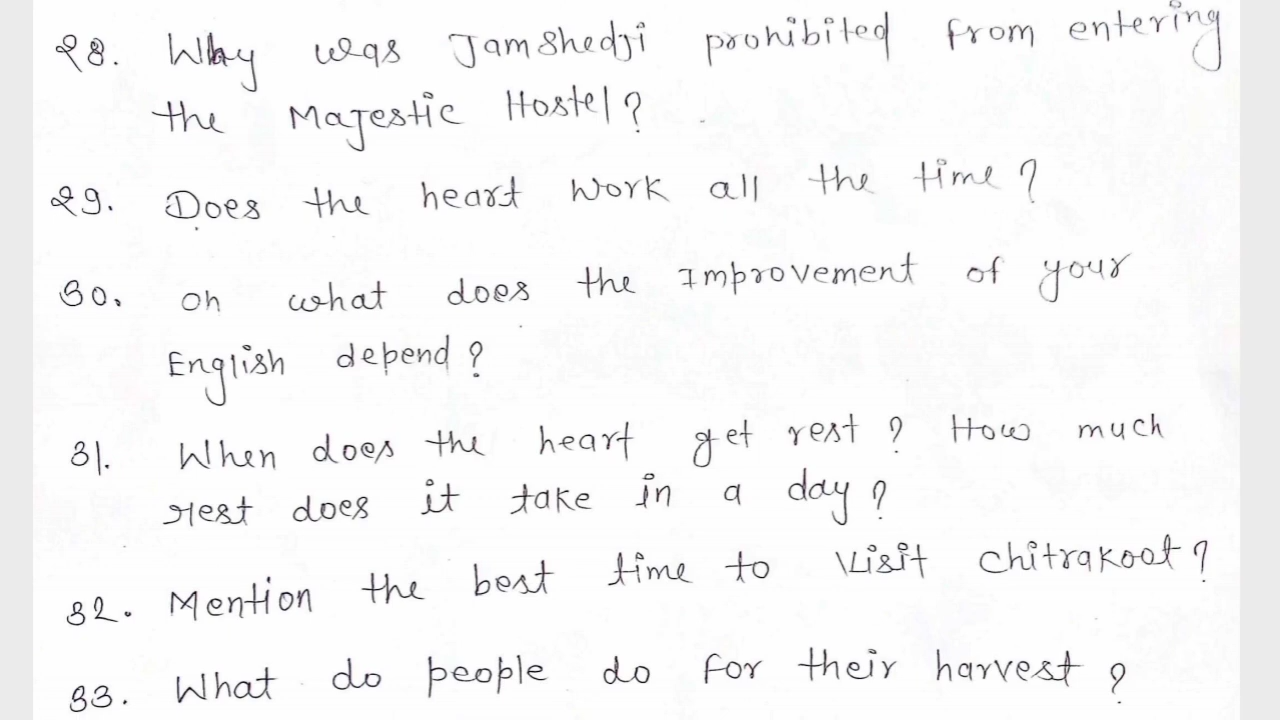 28. Why was Jamshedji prohibited from entering
the Majestic Hostel?
29. Does the heart work all the time?
30. On what does the Improvement of your
English depend?
31. When does the heart get rest? How much
rest does it take in a day?
32. Mention the best time to visit Chitrakoot?
33. What do people do for their harvest?